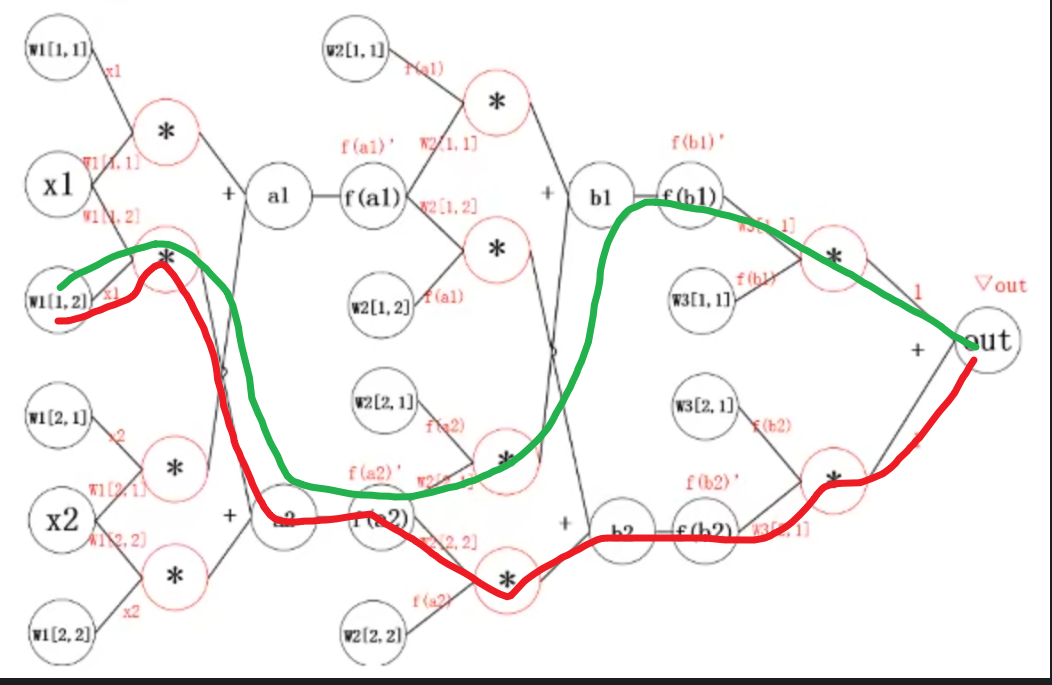 W1[1,1]
x1
*
W1[1,1]
x1
W1[1,2]
*
W1[1,2]
x1
W1[2,1]
x2
*
W1[2,1]
x2
W1[2,2]
*
x2
W1[2,2]
+
a1
+
a2
W2[1,1]
f(a1)
*
f(a1)'
W2[1,1]
f(a1)
W2[1,2]
*
W2[1,2]
f(a1)
W2[2,1]
f(a2)
*
f(a2)'
f(a2)
W2[2,2]
*
f(a2)
W2[2,2]
+
b1
f(b1)'
f(b1)
W3[1,1]
*
f(b1)
W3[1,1]
1
W3[2,1]
f(b2)
*
f(b2)'
+
b2
f(b2)
W3[2,1]
▽out
out
+